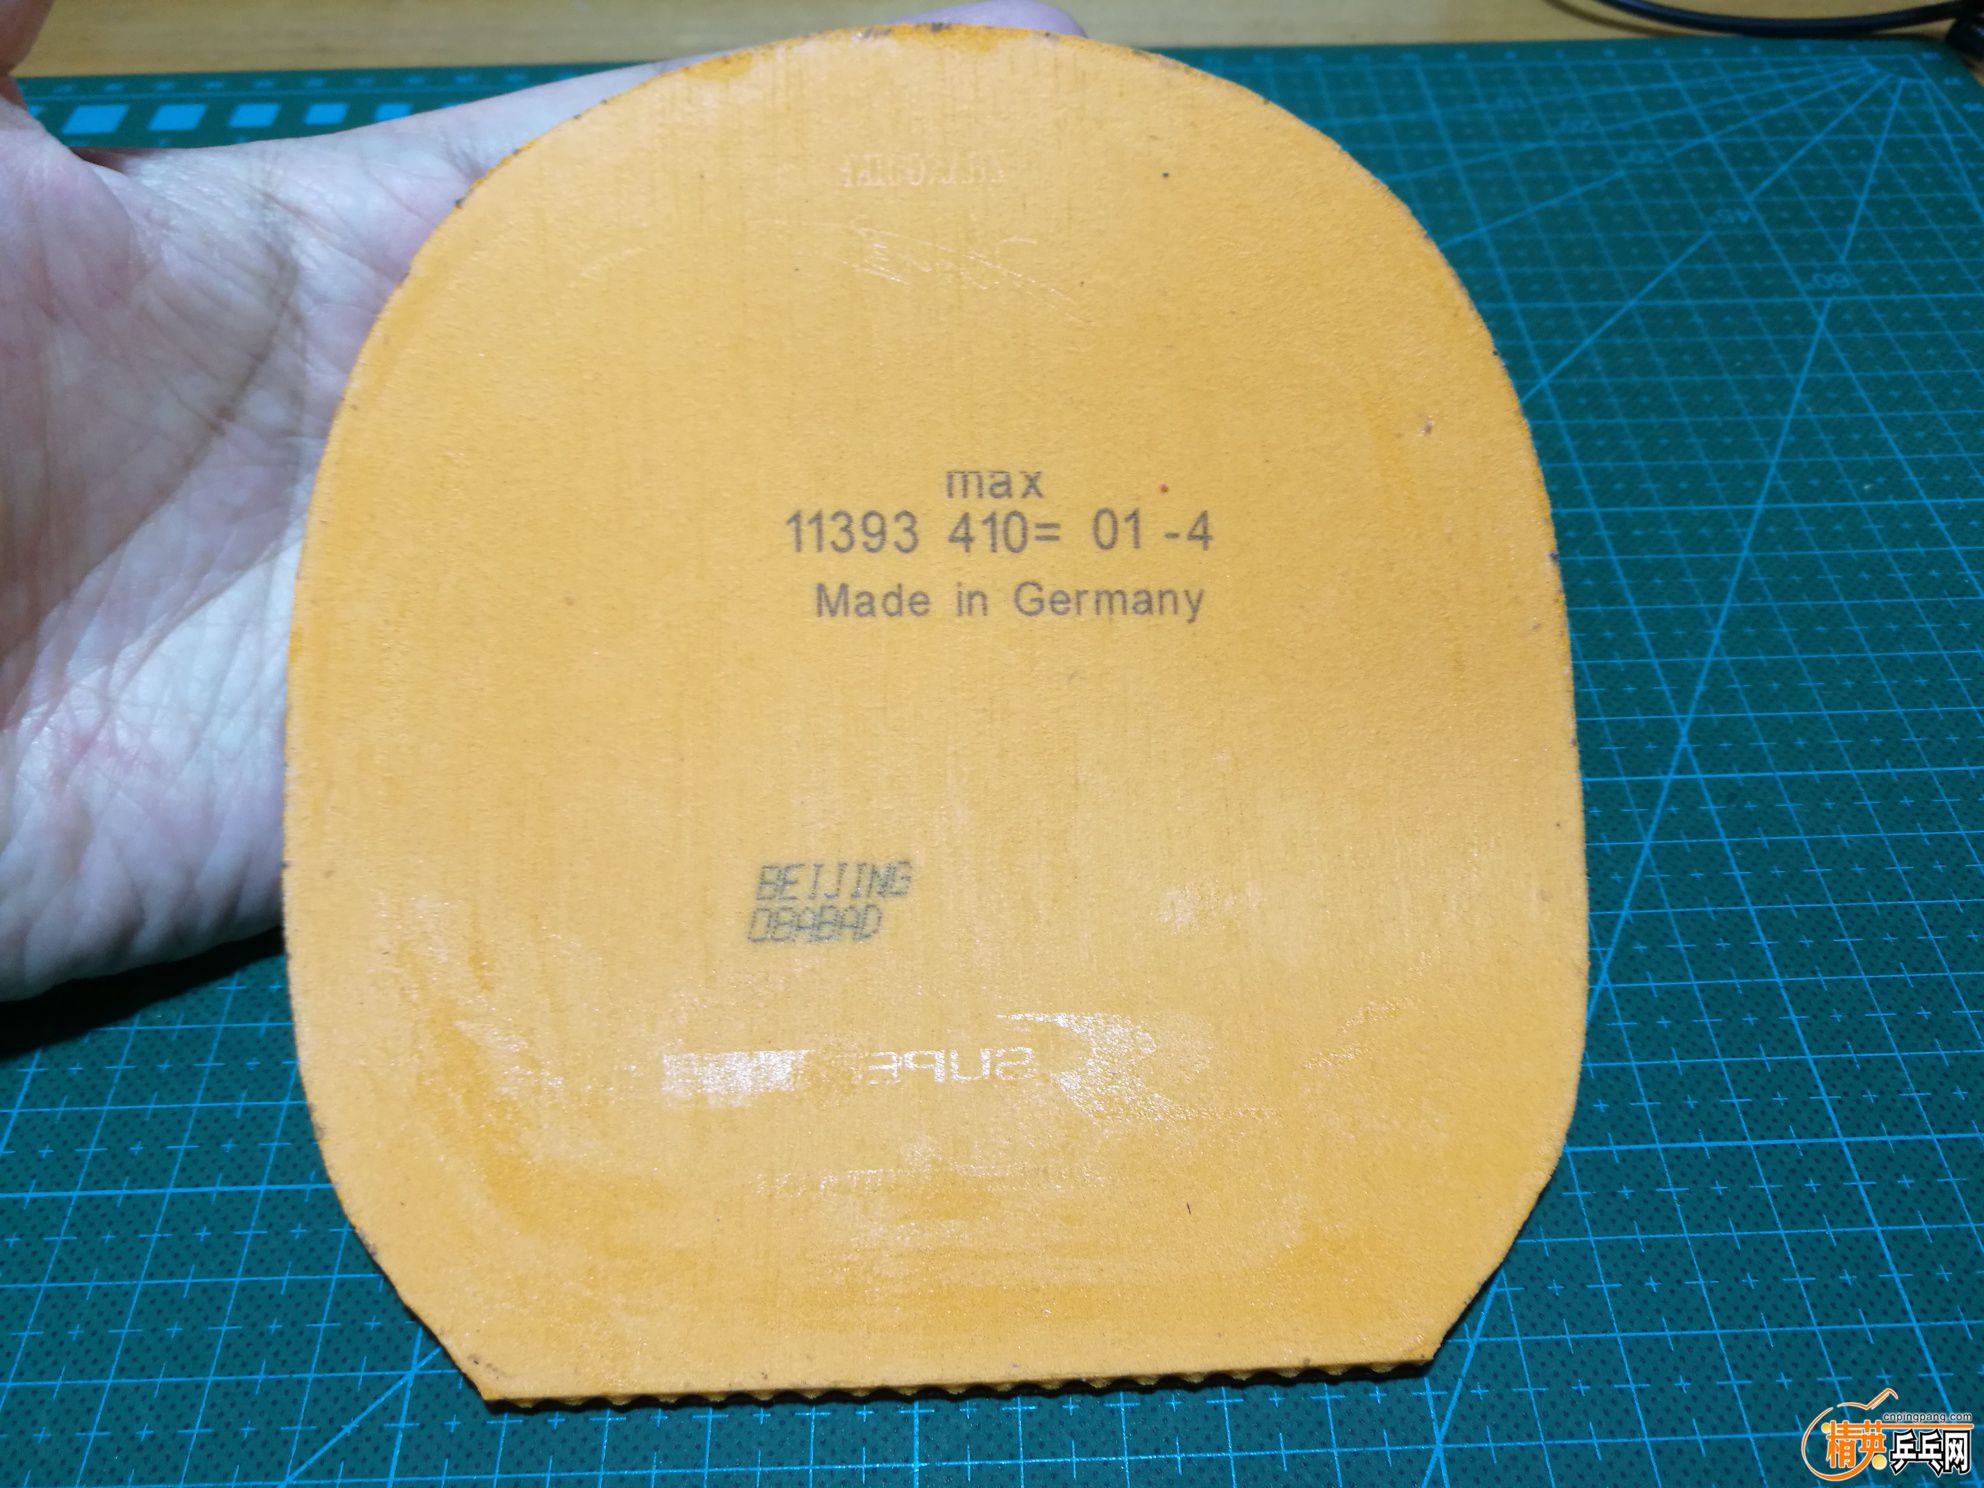 max
11393 410= 01 -4
Made in Germany
BEIJING
DBABAD
cnpingpang.com
精英乒乓网